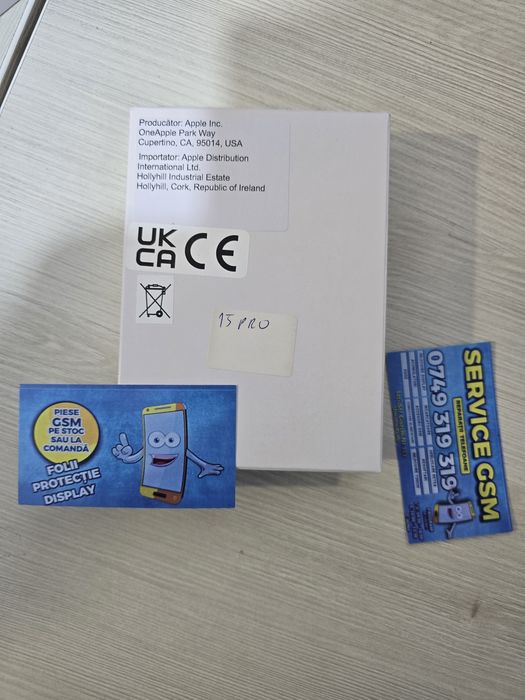 Producător: Apple Inc.
OneApple Park Way
Cupertino, CA, 95014, USA
Importator: Apple Distribution
International Ltd.
Hollyhill Industrial Estate
Hollyhill, Cork, Republic of Ireland
UK
CA CE
15 PRO
PIESE
GSM
PE STOC
SAU LA
COMANDĂ
FOLII
PROTECȚIE
DISPLAY
SERVICE GSM
REPARAȚII TELEFOANE
0749 319 319